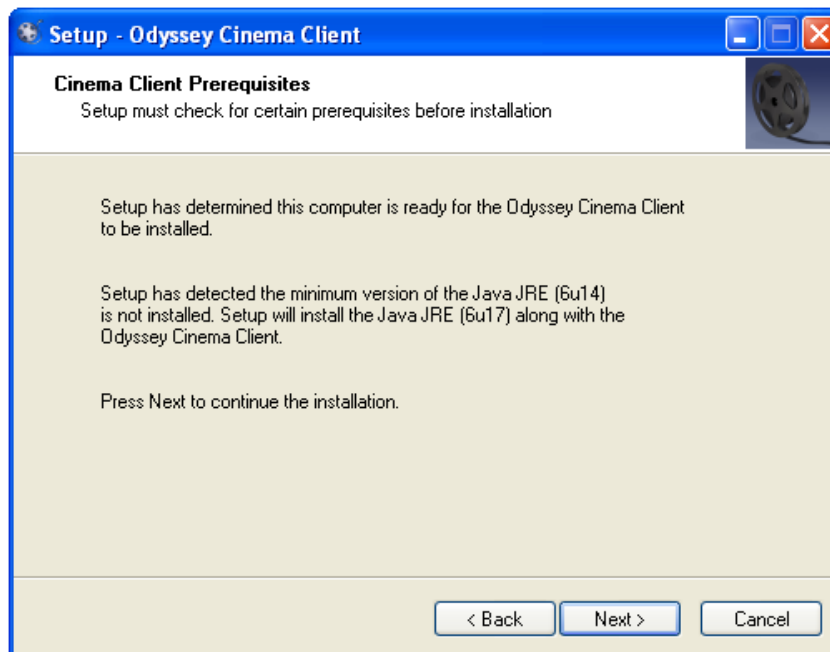 Setup - Odyssey Cinema Client
Cinema Client Prerequisites
Setup must check for certain prerequisites before installation
Setup has determined this computer is ready for the Odyssey Cinema Client
to be installed.
Setup has detected the minimum version of the Java JRE (6u14)
is not installed. Setup will install the Java JRE (6u17) along with the
Odyssey Cinema Client.
Press Next to continue the installation.
< Back Next > Cancel